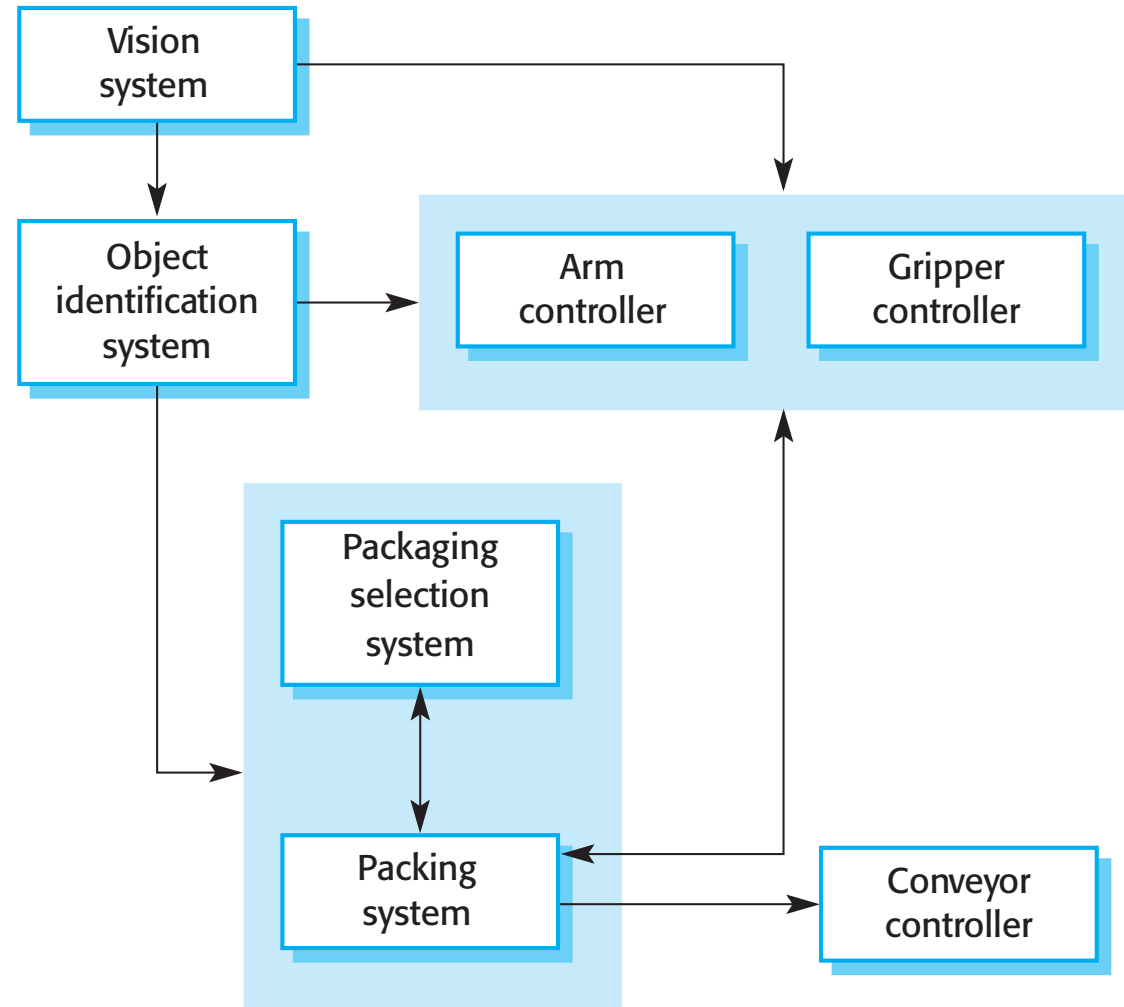 Vision
system
Object
identification
system
Arm
controller
Gripper
controller
Packaging
selection
system
Packing
system
Conveyor
controller